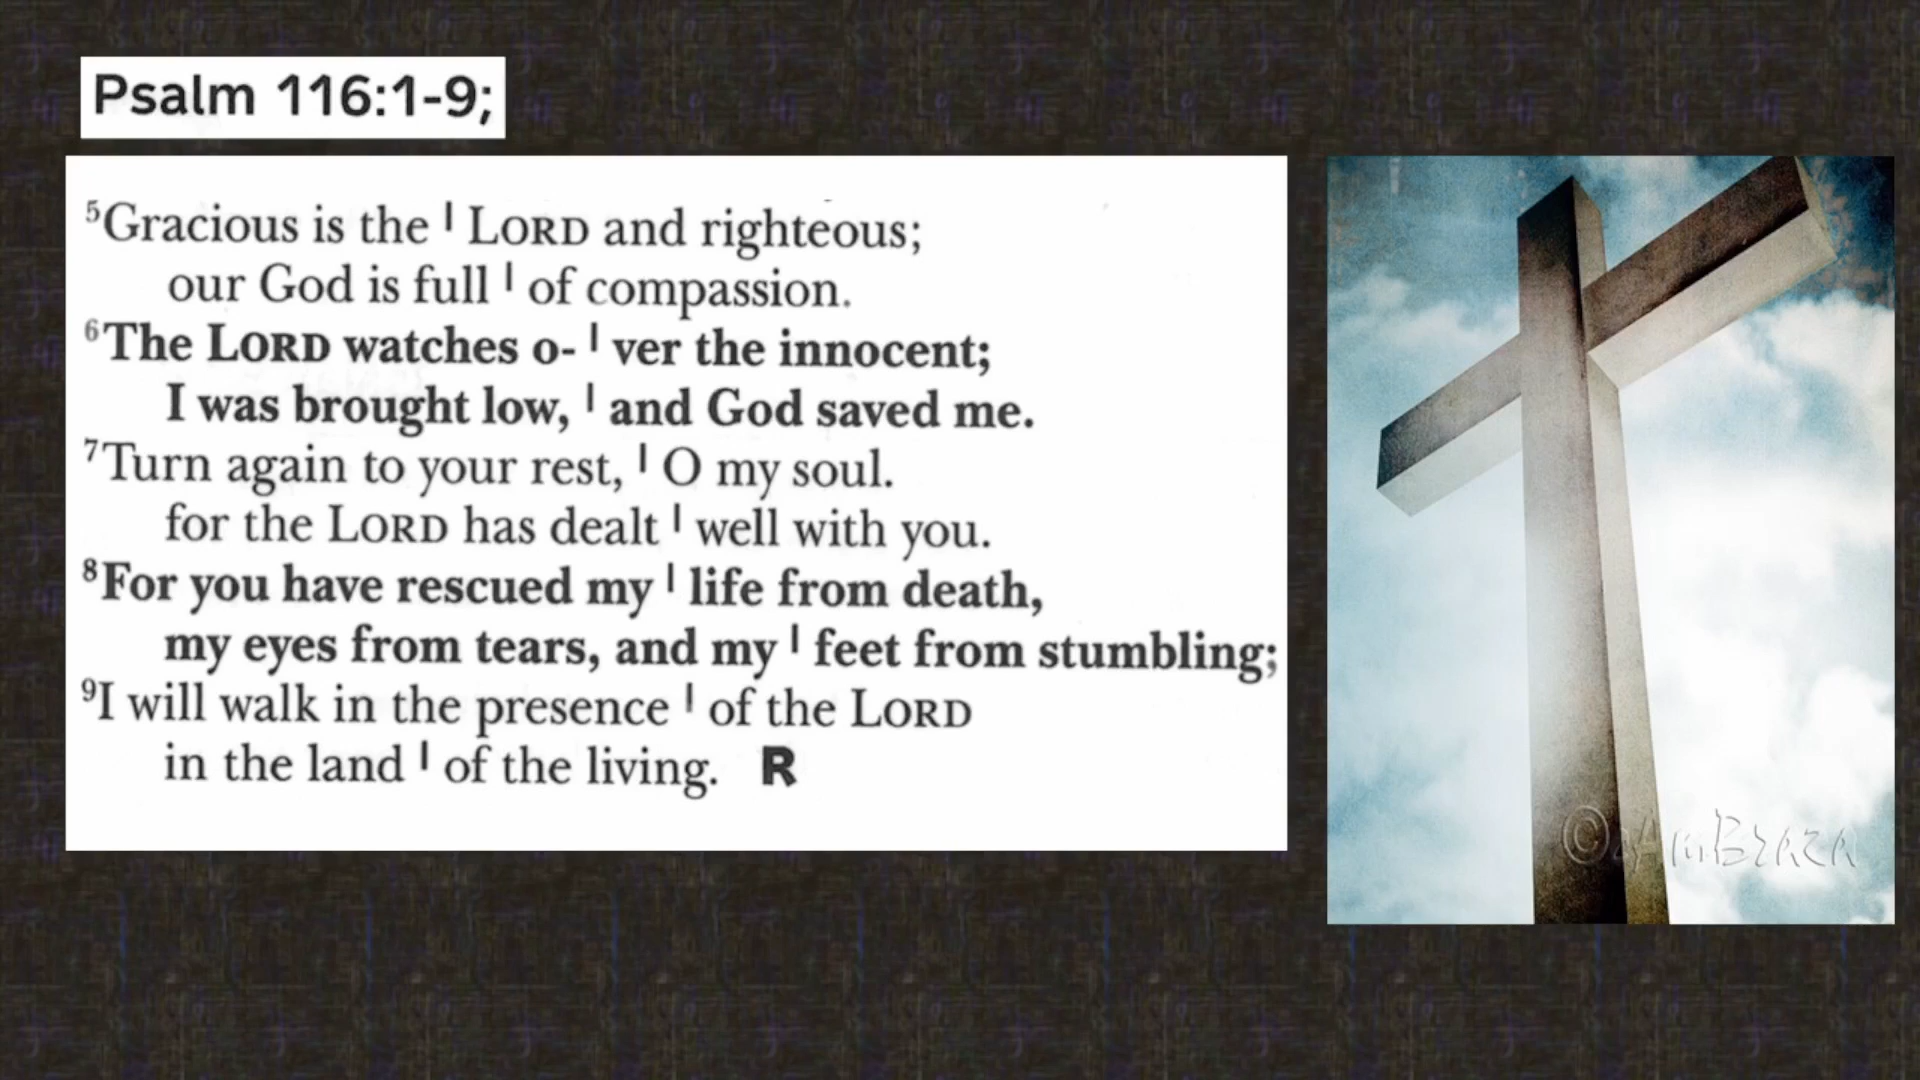 Psalm 116:1-9;
⁵Gracious is the | LORD and righteous;
our God is full | of compassion.
⁶The LORD watches o- | ver the innocent;
I was brought low, | and God saved me.
⁷Turn again to your rest, | O my soul.
for the LORD has dealt | well with you.
⁸For you have rescued my | life from death,
my eyes from tears, and my | feet from stumbling;
⁹I will walk in the presence | of the LORD
in the land | of the living. R